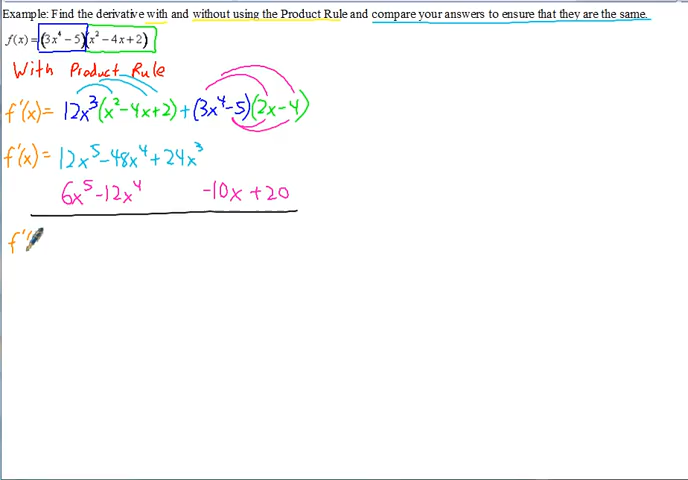 Example: Find the derivative with and without using the Product Rule and compare your answers to ensure that they are the same.
f(x) = (3x⁴ − 5)(x² − 4x + 2)
With Product Rule
f'(x) = 12x³(x² − 4x + 2) + (3x⁴ − 5)(2x − 4)
f'(x) = 12x⁵ − 48x⁴ + 24x³
6x⁵ − 12x⁴ − 10x + 20
f'(